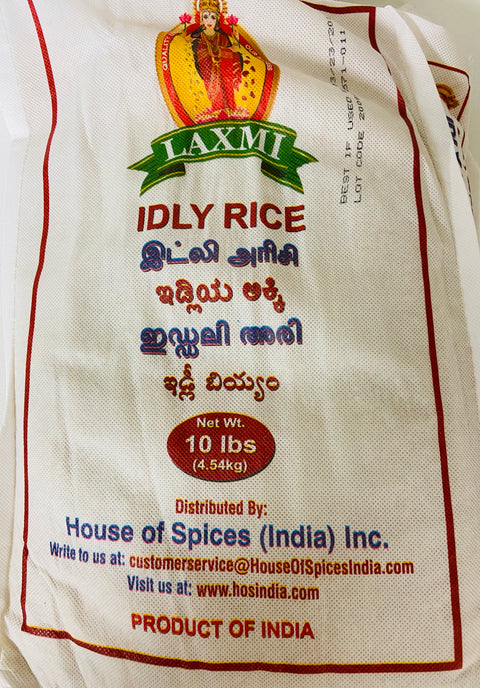 QUALITY
LAXMI
BEST IF USED
LOT CODE
IDLY RICE
இட்லி அரிசி
ಇಡ್ಲಿಯ ಅಕ್ಕಿ
ഇഡ്ഡലി അരി
ఇడ్లీ బియ్యం
Net Wt.
10 lbs
(4.54kg)
Distributed By:
House of Spices (India) Inc.
Write to us at: customerservice@HouseOfSpicesIndia.com
Visit us at: www.hosindia.com
PRODUCT OF INDIA